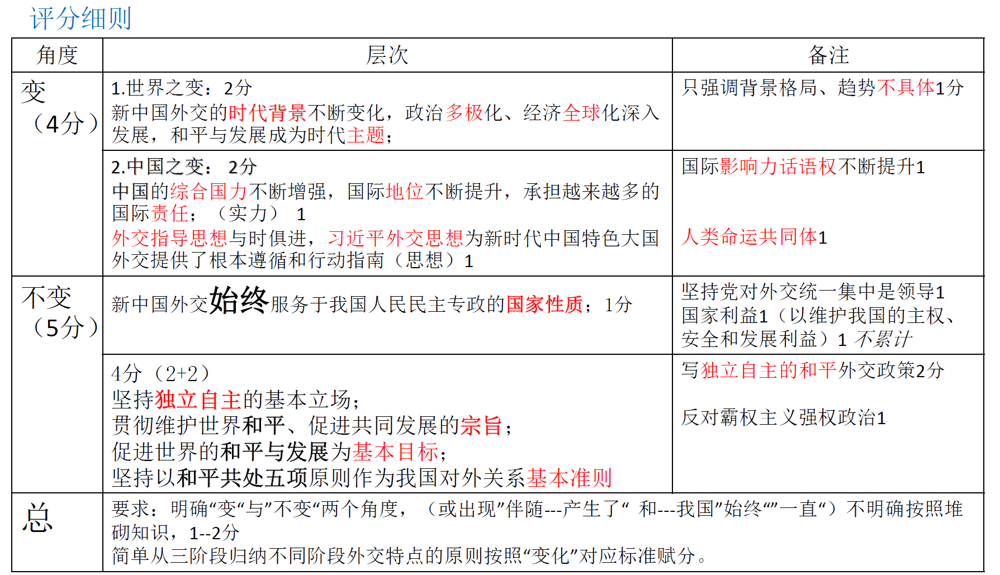 评分细则
角度
层次
备注
变
（4分）
1.世界之变：2分
新中国外交的时代背景不断变化，政治多极化、经济全球化深入
发展，和平与发展成为时代主题；
只强调背景格局、趋势不具体1分
2.中国之变： 2分
中国的综合国力不断增强，国际地位不断提升，承担越来越多的
国际责任；（实力） 1
外交指导思想与时俱进，习近平外交思想为新时代中国特色大国
外交提供了根本遵循和行动指南（思想）1
国际影响力话语权不断提升1
人类命运共同体1
不变
（5分）
新中国外交始终服务于我国人民民主专政的国家性质；1分
坚持党对外交统一集中是领导1
国家利益1（以维护我国的主权、
安全和发展利益）1 不累计
4分（2+2）
坚持独立自主的基本立场；
贯彻维护世界和平、促进共同发展的宗旨；
促进世界的和平与发展为基本目标；
坚持以和平共处五项原则作为我国对外关系基本准则
写独立自主的和平外交政策2分
反对霸权主义强权政治1
总
要求：明确“变“与”不变“两个角度，（或出现”伴随---产生了“ 和---我国”始终“”一直“）不明确按照堆
砌知识，1--2分
简单从三阶段归纳不同阶段外交特点的原则按照“变化”对应标准赋分。